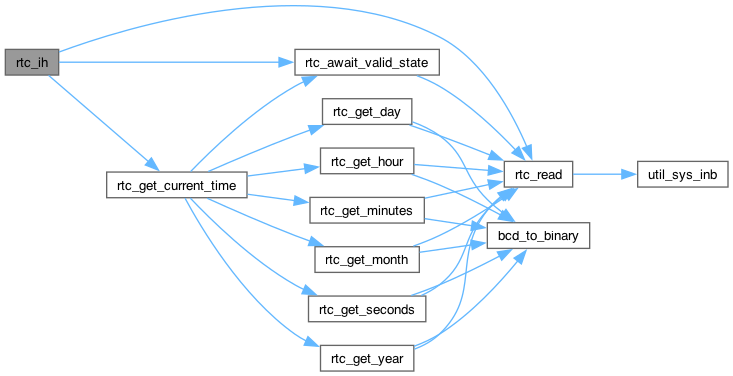 rtc_ih
rtc_await_valid_state
rtc_get_day
rtc_get_hour
rtc_read
util_sys_inb
rtc_get_current_time
rtc_get_minutes
bcd_to_binary
rtc_get_month
rtc_get_seconds
rtc_get_year